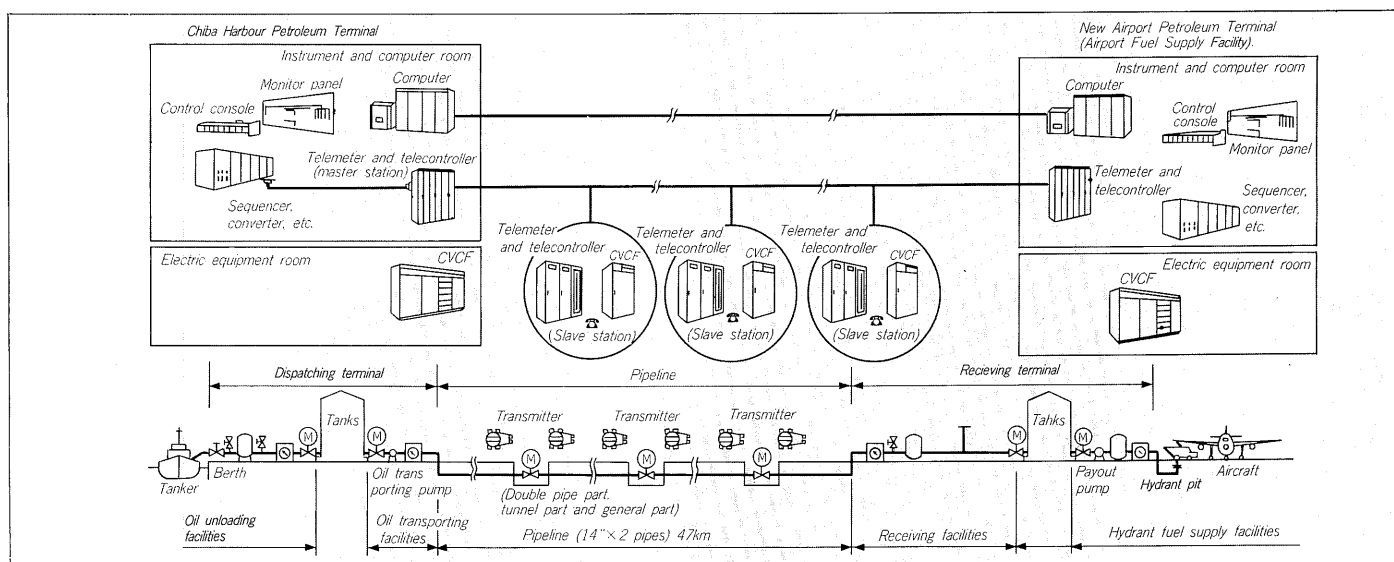 Chiba Harbour Petroleum Terminal
Instrument and computer room
Monitor panel
Computer
Control console
Telemeter and telecontroller
(master station)
Sequencer,
converter, etc.
Electric equipment room
CVCF
New Airport Petroleum Terminal
(Airport Fuel Supply Facility).
Instrument and computer room
Computer
Control
console
Monitor panel
Telemeter and
telecontroller
Sequencer,
converter,
etc.
Electric equipment room
CVCF
Telemeter
and telecontroller
CVCF
(Slave station)
Telemeter and
telecontroller
CVCF
(Slave station)
Telemeter and
telecontroller
CVCF
(Slave station)
Dispatching terminal
Pipeline
Recieving terminal
Tanks
Transmitter
Transmitter
Transmitter
Tahks
M
M
M
M
M
M
M
Tanker
Berth
Oil trans
porting pump
(Double pipe part.
tunnel part and general part)
Payout
pump
Hydrant pit
Aircraft
Oil unloading
facilities
Oil transporting
facilities
Pipeline (14"×2 pipes) 47km
Receiving facilities
Hydrant fuel supply facilities